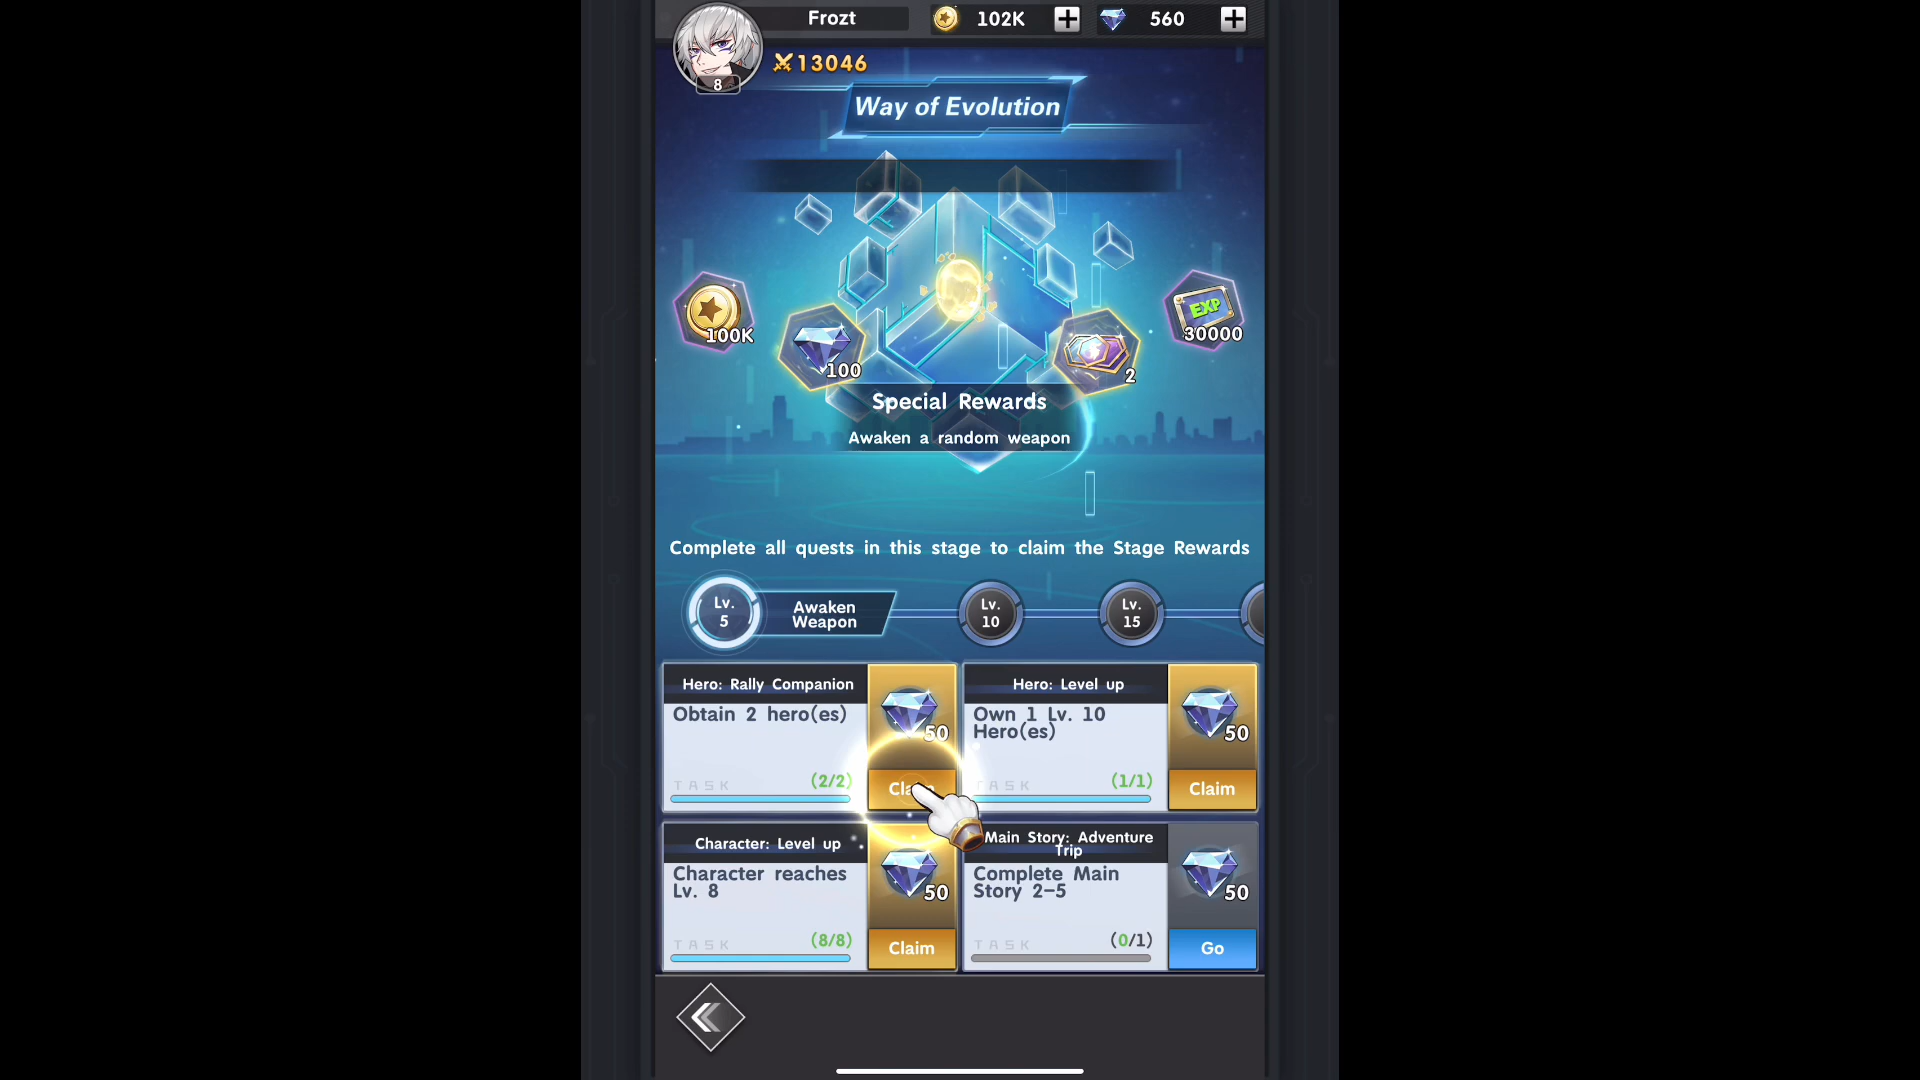 Frozt
102K
560
8
13046
Way of Evolution
100K
100
2
EXP
30000
Special Rewards
Awaken a random weapon
Complete all quests in this stage to claim the Stage Rewards
Lv.
5
Awaken
Weapon
Lv.
10
Lv.
15
Hero: Rally Companion
Obtain 2 hero(es)
TASK
(2/2)
50
Hero: Level up
Own 1 Lv. 10
Hero(es)
TASK
(1/1)
50
Claim
Character: Level up
Character reaches
Lv. 8
TASK
(8/8)
50
Claim
Main Story: Adventure
Trip
Complete Main
Story 2-5
TASK
(0/1)
50
Go